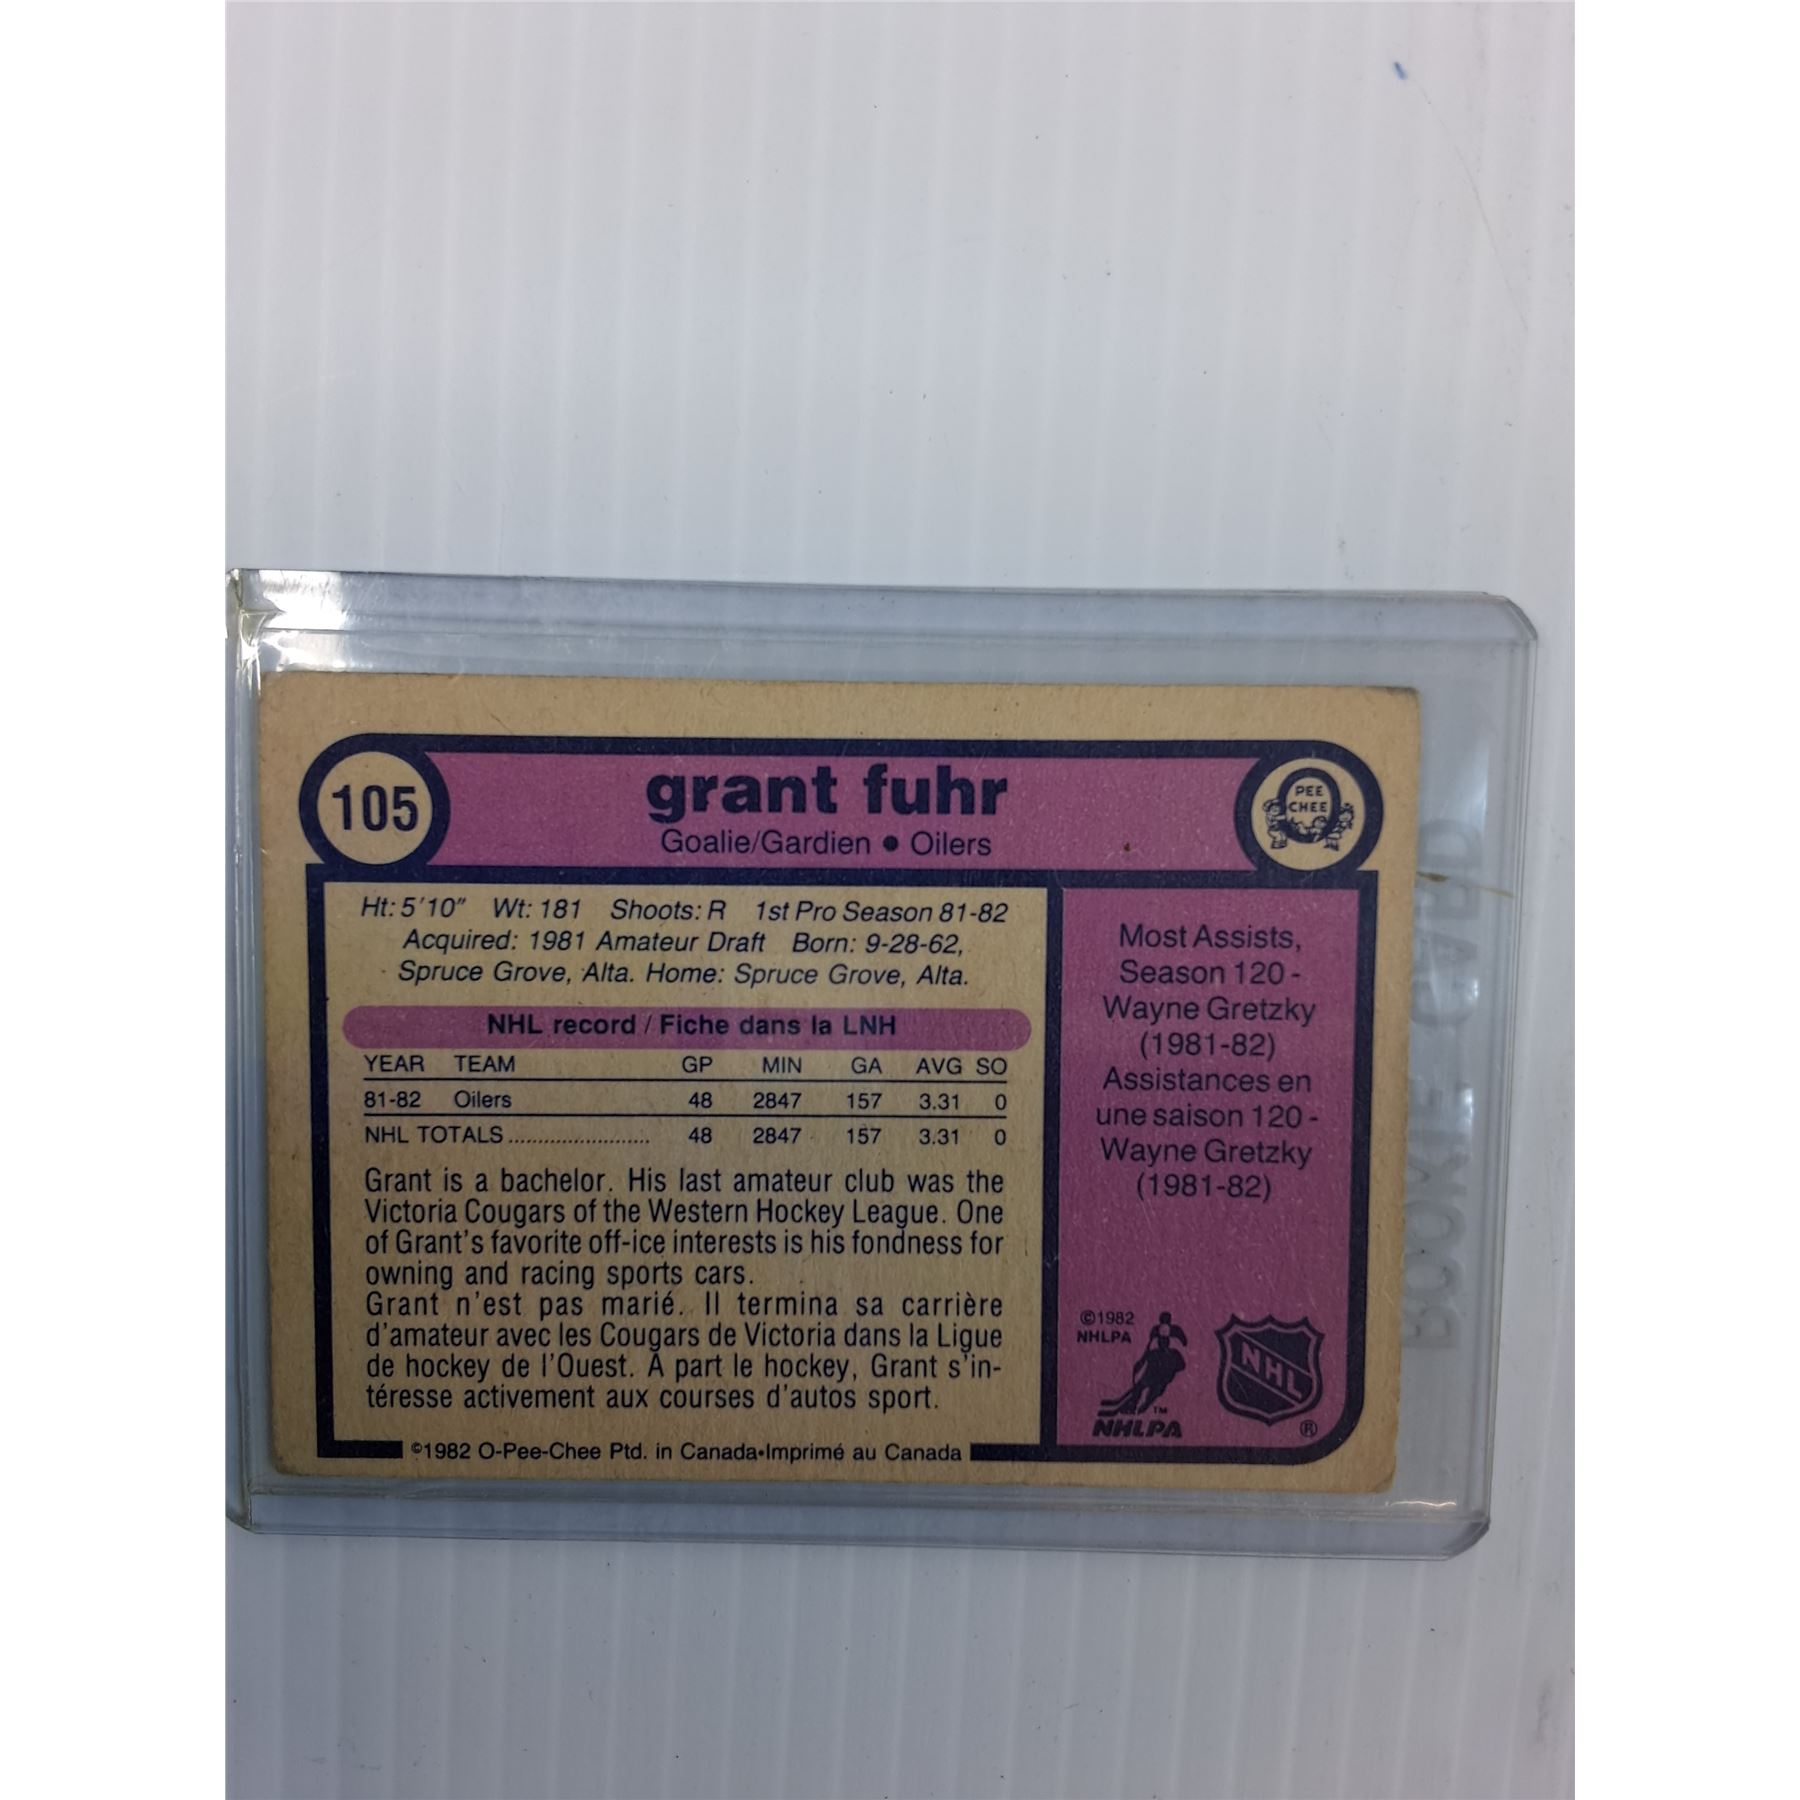 105
grant fuhr
Goalie/Gardien ● Oilers
PEE
CHEE
Ht: 5'10" Wt: 181 Shoots: R 1st Pro Season 81-82
Acquired: 1981 Amateur Draft Born: 9-28-62,
Spruce Grove, Alta. Home: Spruce Grove, Alta.
NHL record / Fiche dans la LNH
YEAR TEAM GP MIN GA AVG SO
81-82 Oilers 48 2847 157 3.31 0
NHL TOTALS ........................ 48 2847 157 3.31 0
Grant is a bachelor. His last amateur club was the
Victoria Cougars of the Western Hockey League. One
of Grant's favorite off-ice interests is his fondness for
owning and racing sports cars.
Grant n'est pas marié. Il termina sa carrière
d'amateur avec les Cougars de Victoria dans la Ligue
de hockey de l'Ouest. A part le hockey, Grant s'in-
téresse activement aux courses d'autos sport.
©1982 O-Pee-Chee Ptd. in Canada•Imprimé au Canada
Most Assists,
Season 120 -
Wayne Gretzky
(1981-82)
Assistances en
une saison 120 -
Wayne Gretzky
(1981-82)
©1982
NHLPA
TM
NHLPA
NHL
®
ROOKIE CARD